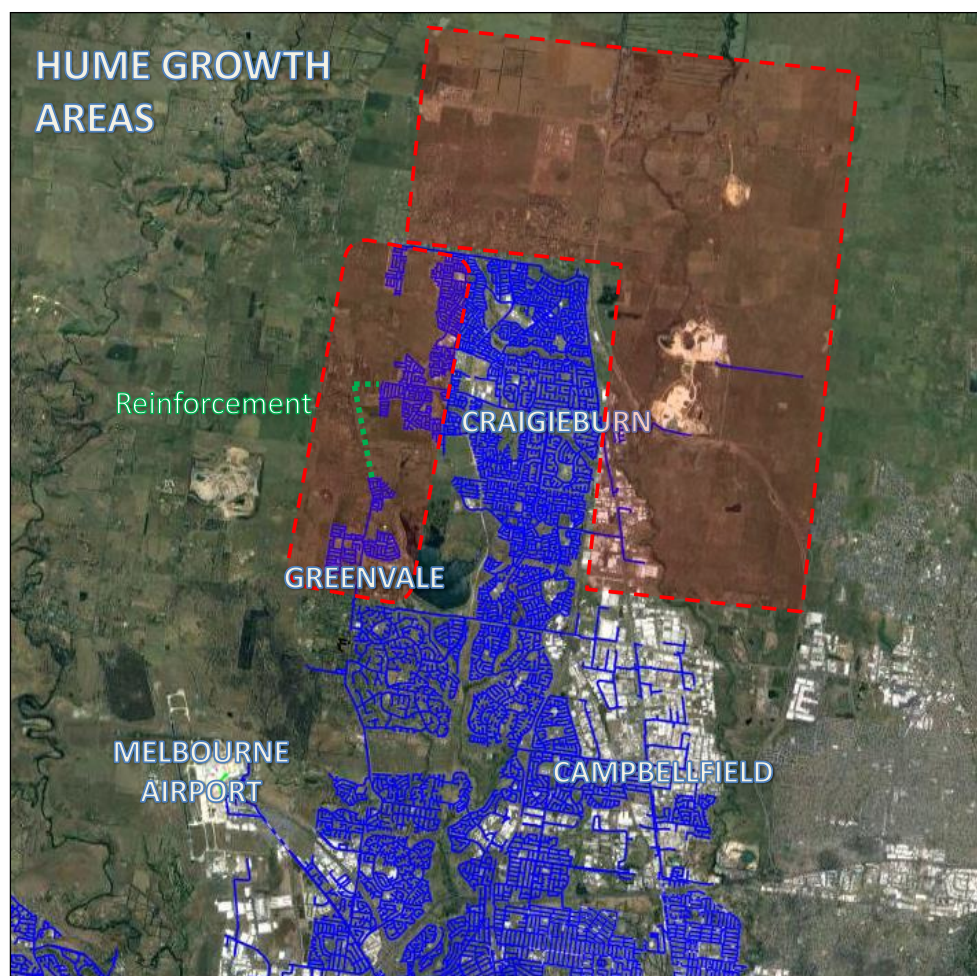 HUME GROWTH
AREAS
Reinforcement
CRAIGIEBURN
GREENVALE
MELBOURNE
AIRPORT
CAMPBELLFIELD